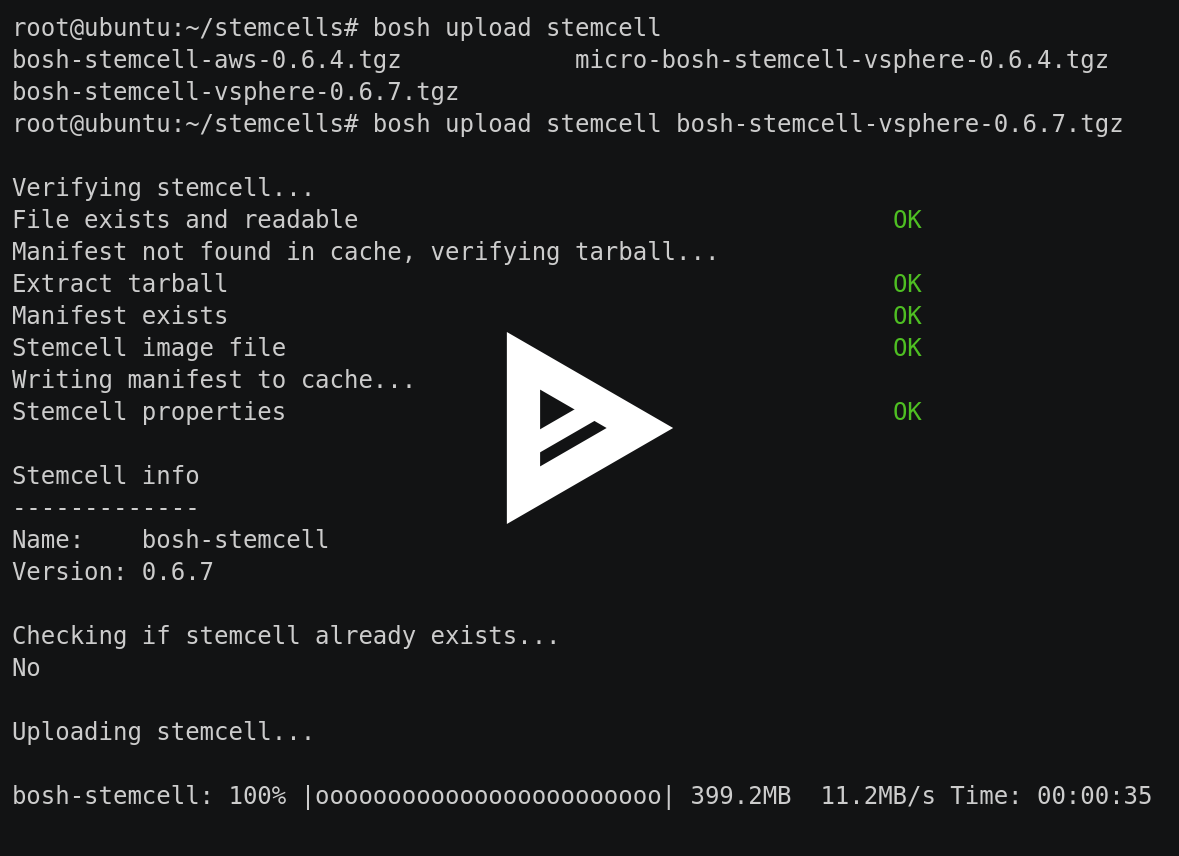 root@ubuntu:~/stemcells# bosh upload stemcell
bosh-stemcell-aws-0.6.4.tgz            micro-bosh-stemcell-vsphere-0.6.4.tgz
bosh-stemcell-vsphere-0.6.7.tgz
root@ubuntu:~/stemcells# bosh upload stemcell bosh-stemcell-vsphere-0.6.7.tgz
Verifying stemcell...
File exists and readable                                     OK
Manifest not found in cache, verifying tarball...
Extract tarball                                              OK
Manifest exists                                              OK
Stemcell image file                                          OK
Writing manifest to cache...
Stemcell properties                                          OK
Stemcell info
-------------
Name:    bosh-stemcell
Version: 0.6.7
Checking if stemcell already exists...
No
Uploading stemcell...
bosh-stemcell: 100% |oooooooooooooooooooooooo| 399.2MB  11.2MB/s Time: 00:00:35